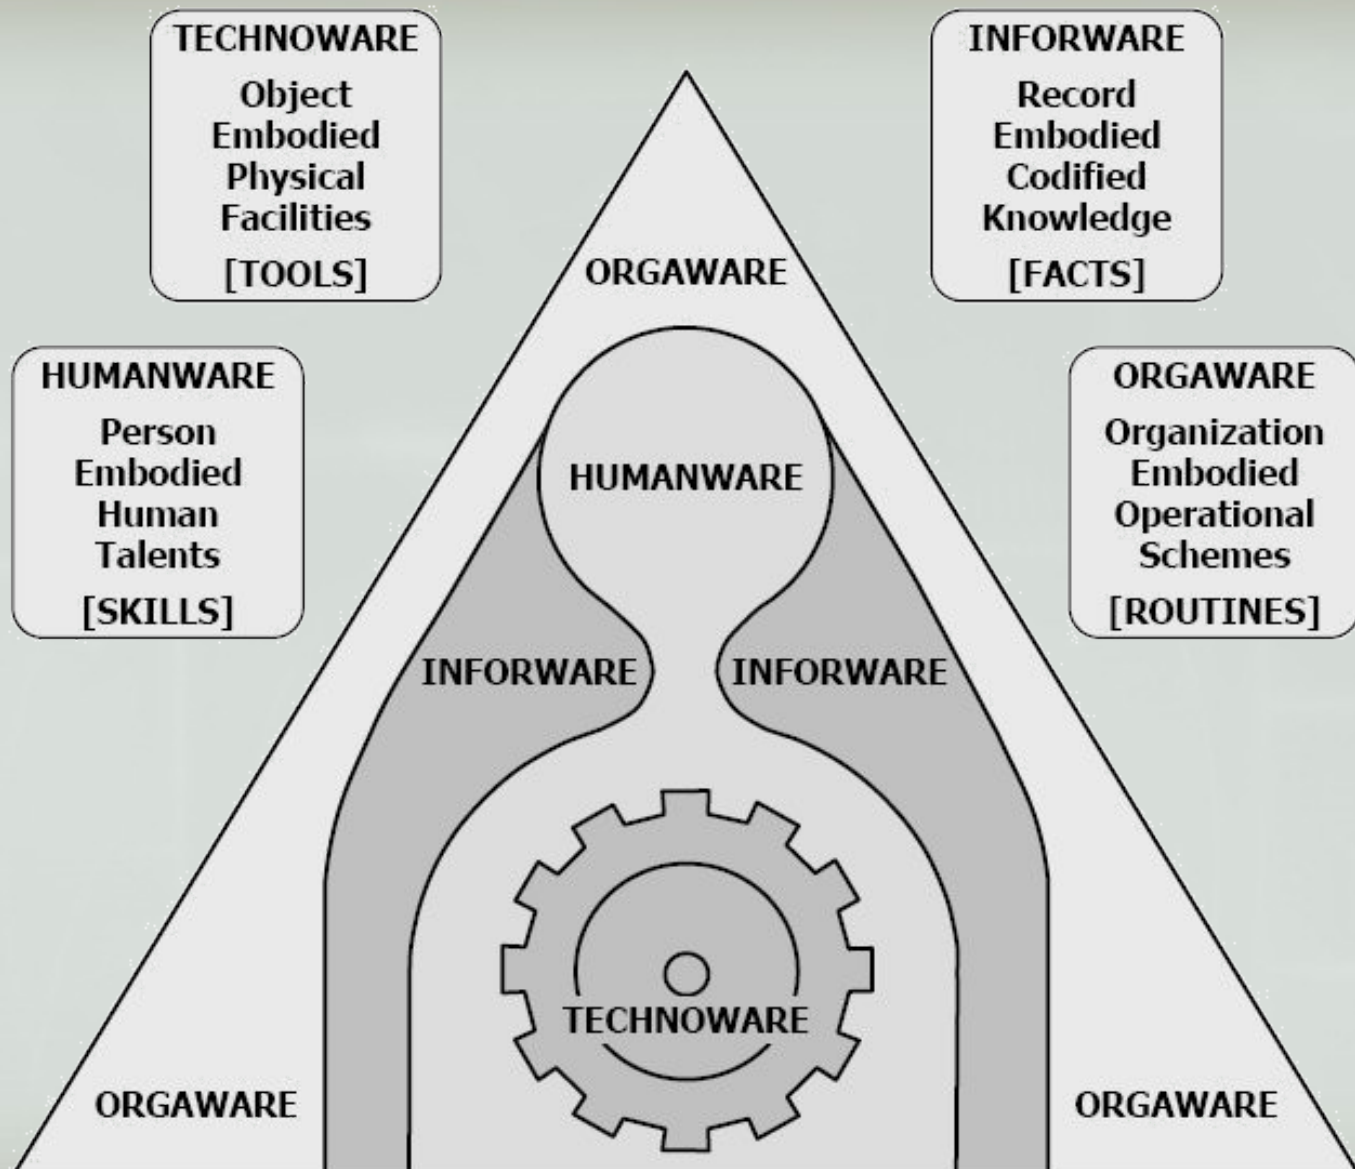 TECHNOWARE
Object
Embodied
Physical
Facilities
[TOOLS]
INFORWARE
Record
Embodied
Codified
Knowledge
[FACTS]
HUMANWARE
Person
Embodied
Human
Talents
[SKILLS]
ORGAWARE
Organization
Embodied
Operational
Schemes
[ROUTINES]
ORGAWARE
HUMANWARE
INFORWARE
INFORWARE
TECHNOWARE
ORGAWARE
ORGAWARE